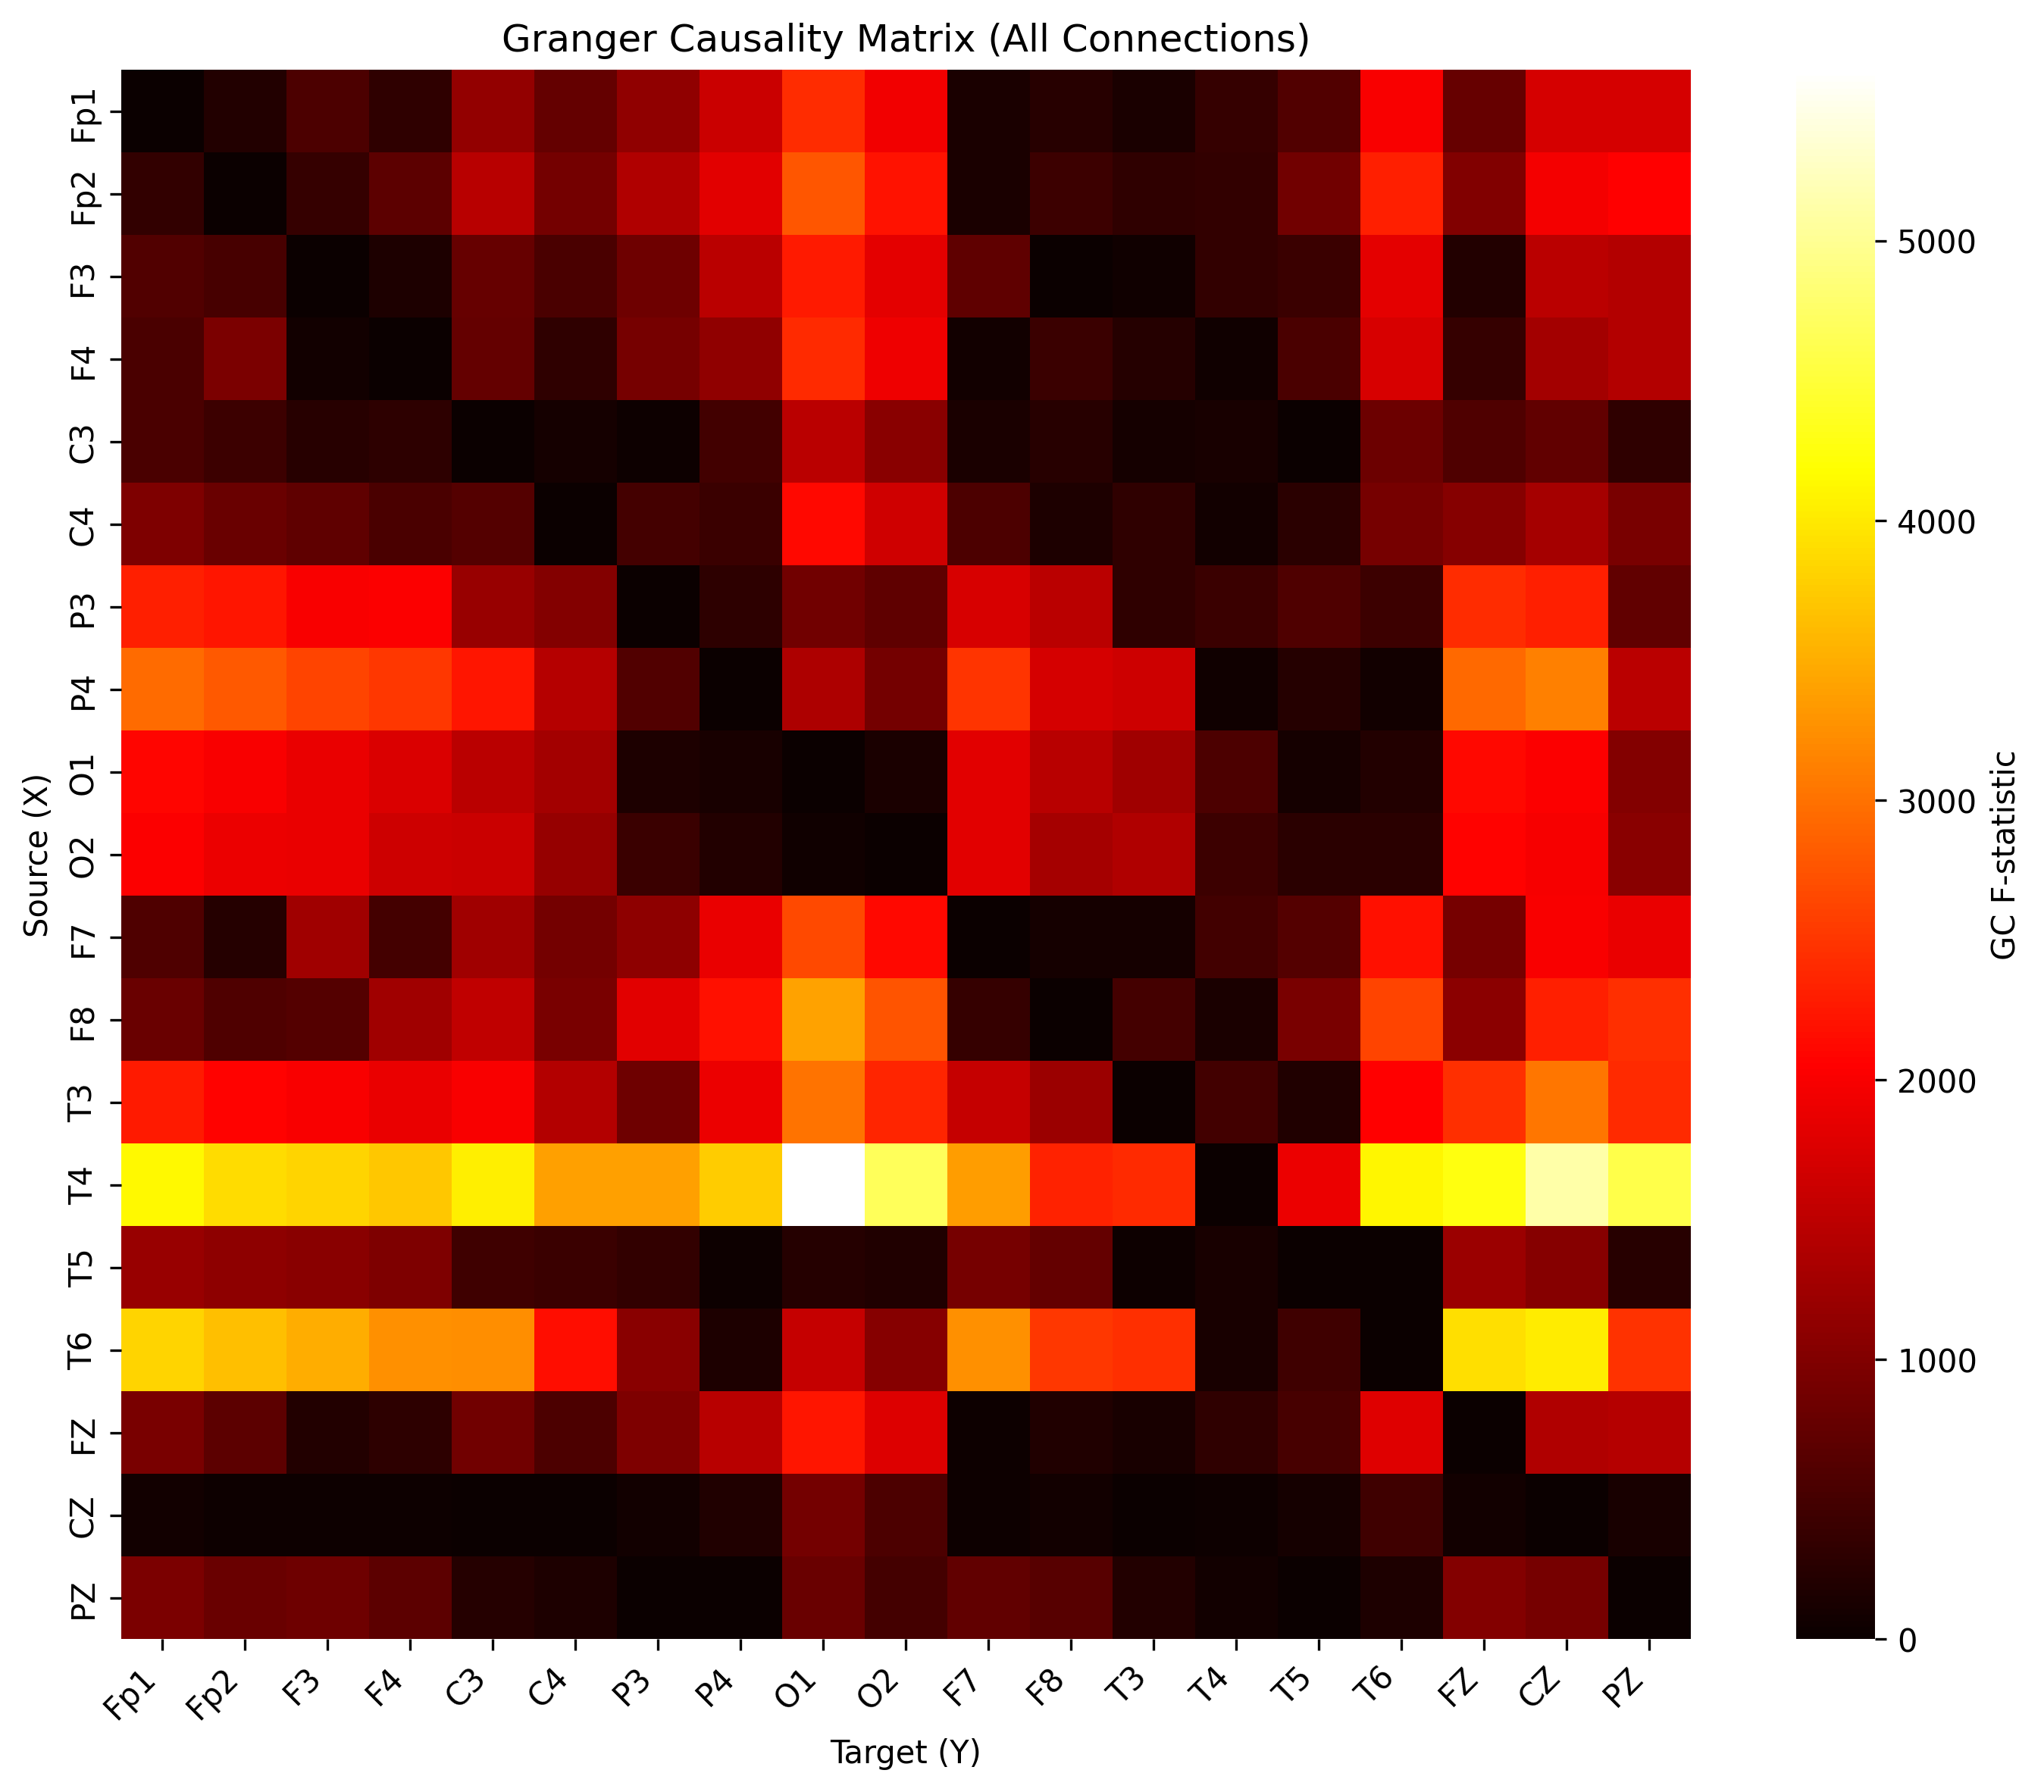 Granger Causality Matrix (All Connections)
Source (X)
Fp1
Fp2
F3
F4
C3
C4
P3
P4
O1
O2
F7
F8
T3
T4
T5
T6
FZ
CZ
PZ
Fp1 Fp2 F3 F4 C3 C4 P3 P4 O1 O2 F7 F8 T3 T4 T5 T6 FZ CZ PZ
Target (Y)
5000
4000
3000
2000
1000
0
GC F-statistic